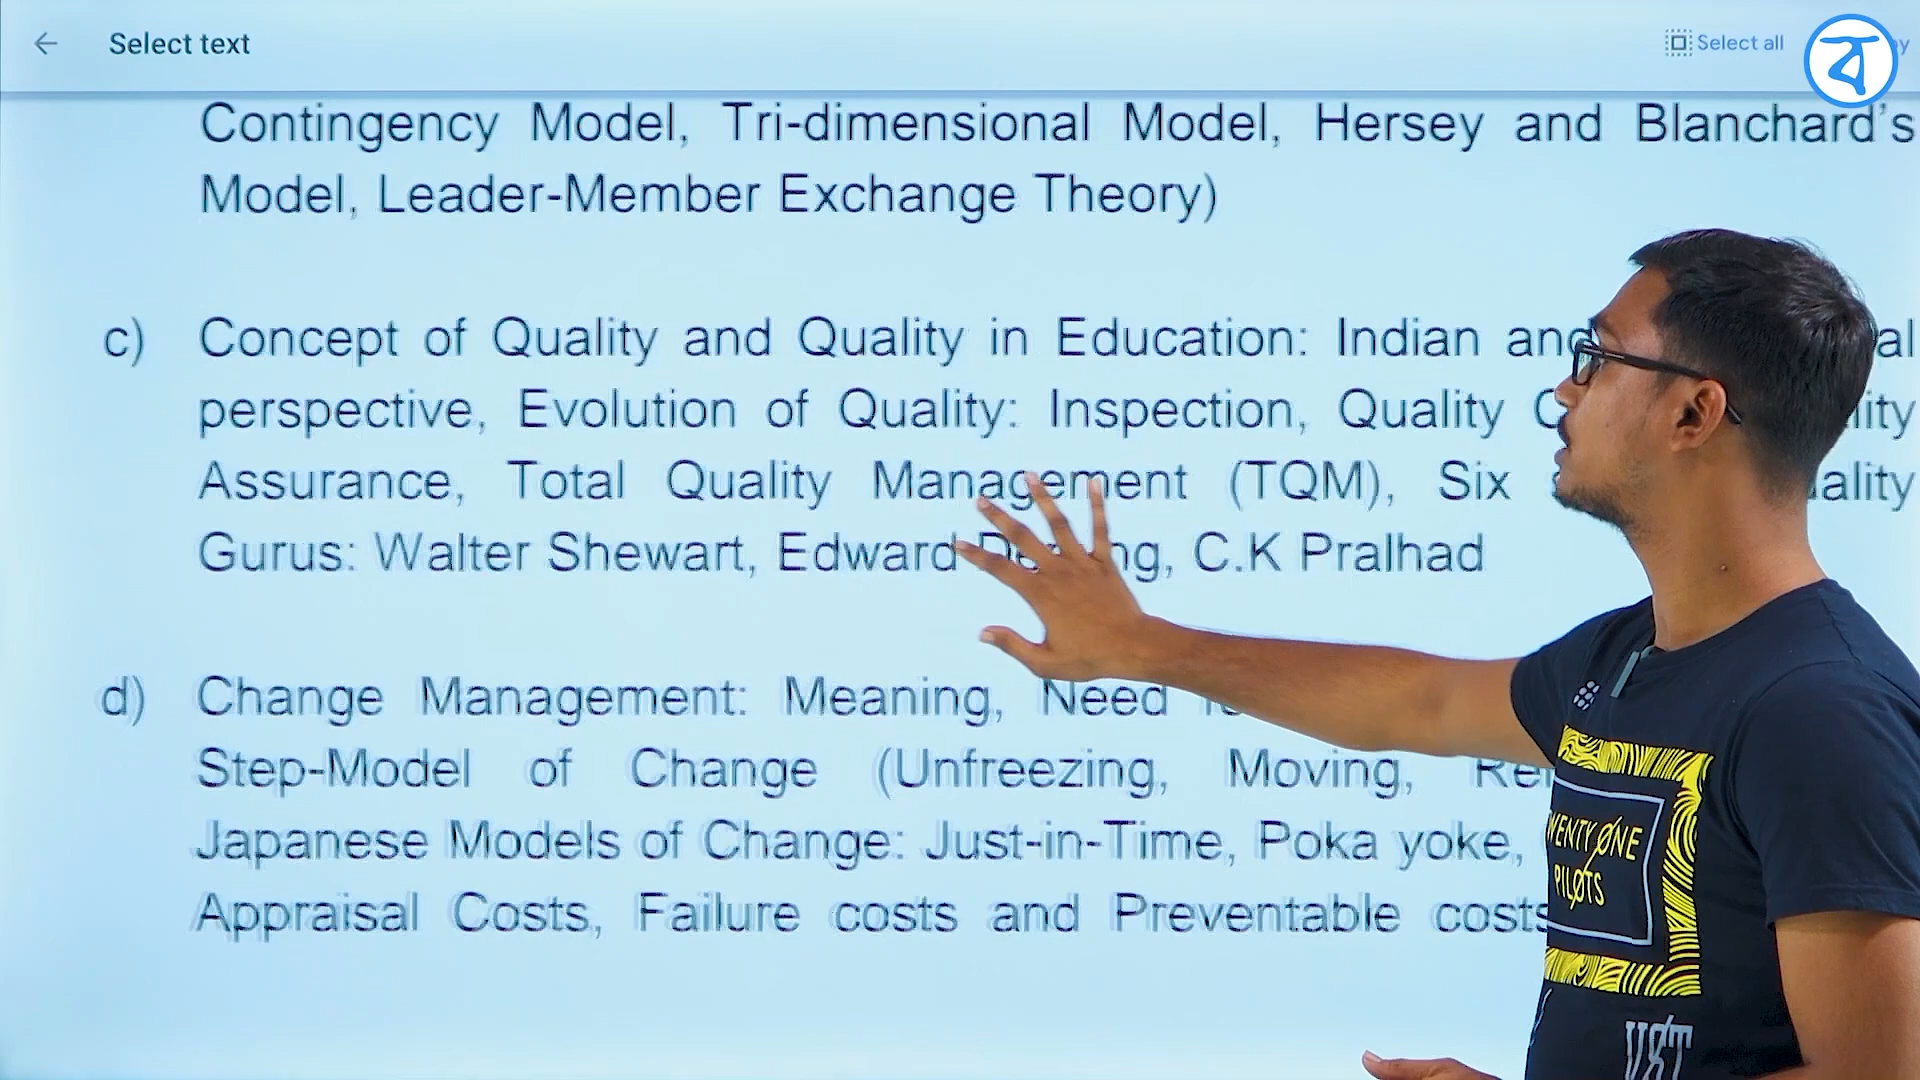 Select text
Select all
ব
Contingency Model, Tri-dimensional Model, Hersey and Blanchard's
Model, Leader-Member Exchange Theory)
c) Concept of Quality and Quality in Education: Indian and
perspective, Evolution of Quality: Inspection, Quality
Assurance, Total Quality Management (TQM), Six
Gurus: Walter Shewart, Edward C.K Pralhad
d) Change Management: Meaning, Need
Step-Model of Change (Unfreezing, Moving,
Japanese Models of Change: Just-in-Time, Poka yoke,
Appraisal Costs, Failure costs and Preventable costs
TWENTY ØNE
PILØTS